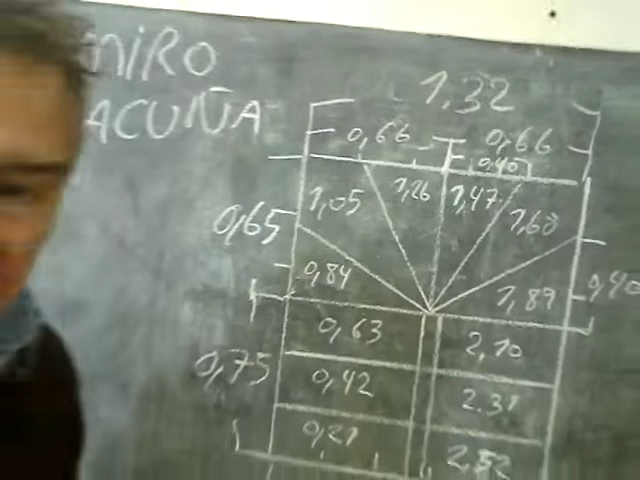 MIRO
ACUÑA
1,32
0,66 0,66
0,40
1,05 1,26 1,47 1,68
0,65
0,84 1,89 0,40
0,63 2,10
0,75 0,42 2.31
0,21 2,52